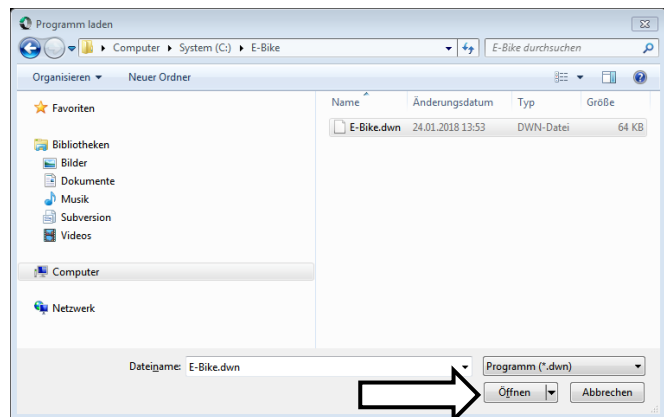 Programm laden
Computer System (C:) E-Bike
E-Bike durchsuchen
Organisieren Neuer Ordner
Favoriten
Bibliotheken
Bilder
Dokumente
Musik
Subversion
Videos
Computer
Netzwerk
Name Änderungsdatum Typ Größe
E-Bike.dwn 24.01.2018 13:53 DWN-Datei 64 KB
Dateiname: E-Bike.dwn Programm (*.dwn)
Öffnen Abbrechen